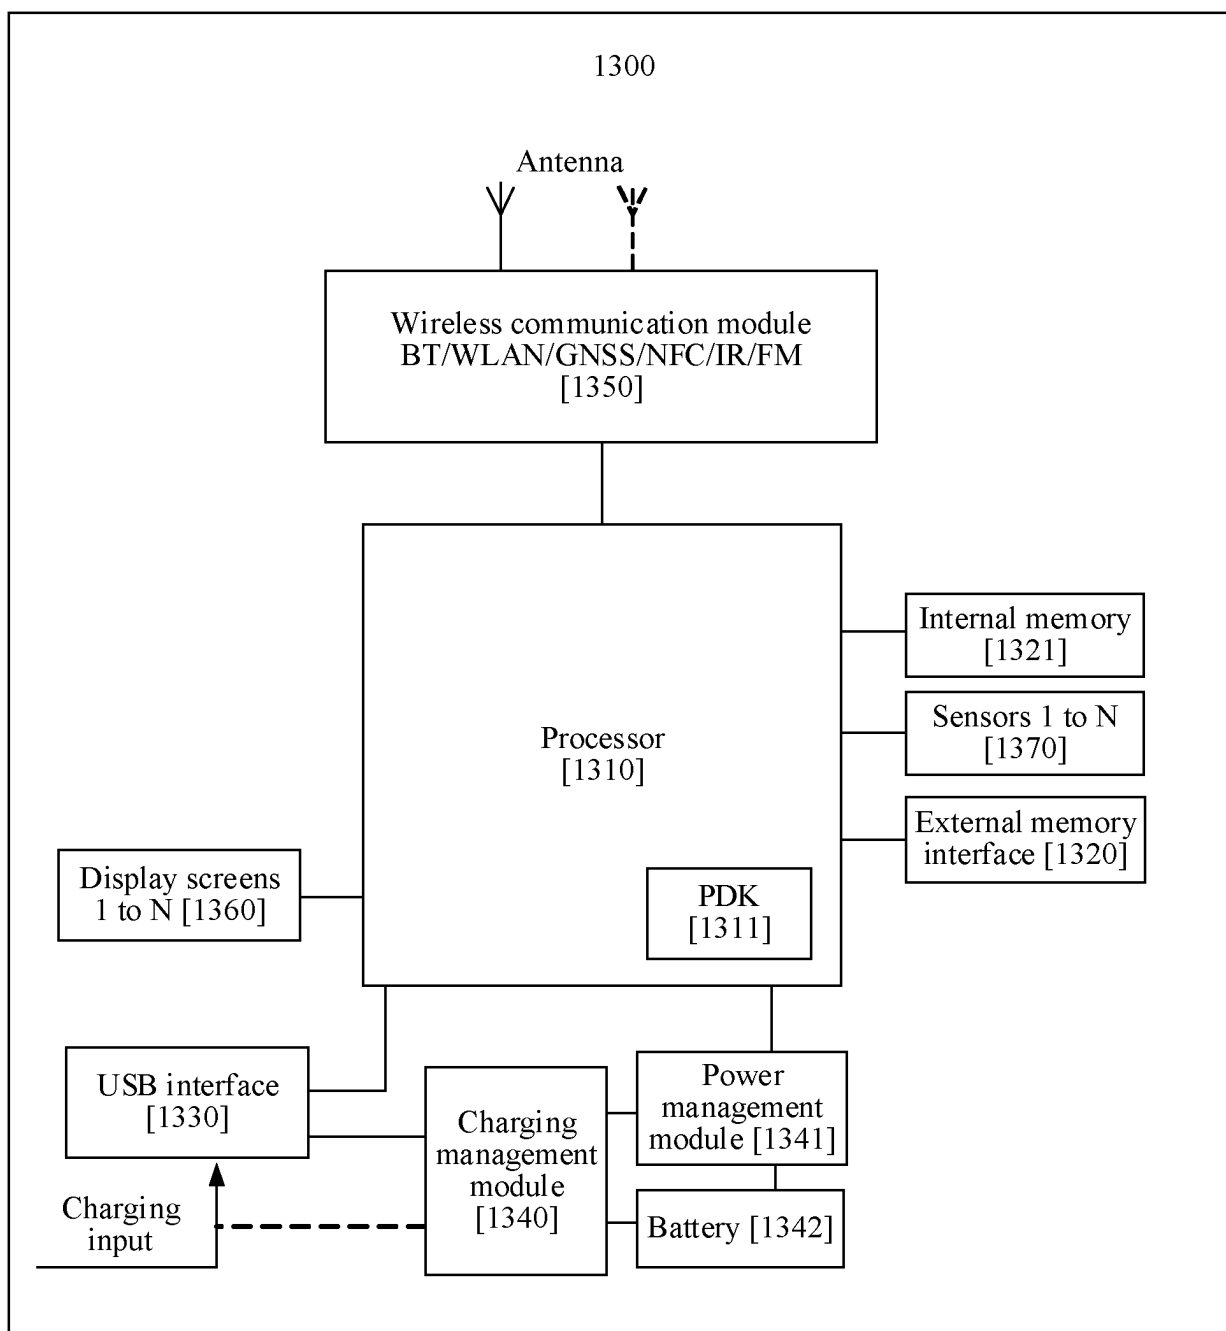 1300
Antenna
Wireless communication module
BT/WLAN/GNSS/NFC/IR/FM
[1350]
Internal memory
[1321]
Sensors 1 to N
[1370]
Processor
[1310]
External memory
interface [1320]
Display screens
1 to N [1360]
PDK
[1311]
USB interface
[1330]
Power
management
module [1341]
Charging
management
module
[1340]
Charging
input
Battery [1342]